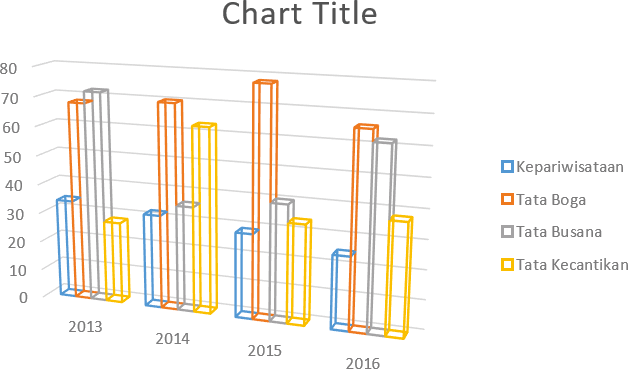 Chart Title
80
70
60
50
40
30
20
10
0
2013
2014
2015
2016
Kepariwisataan
Tata Boga
Tata Busana
Tata Kecantikan